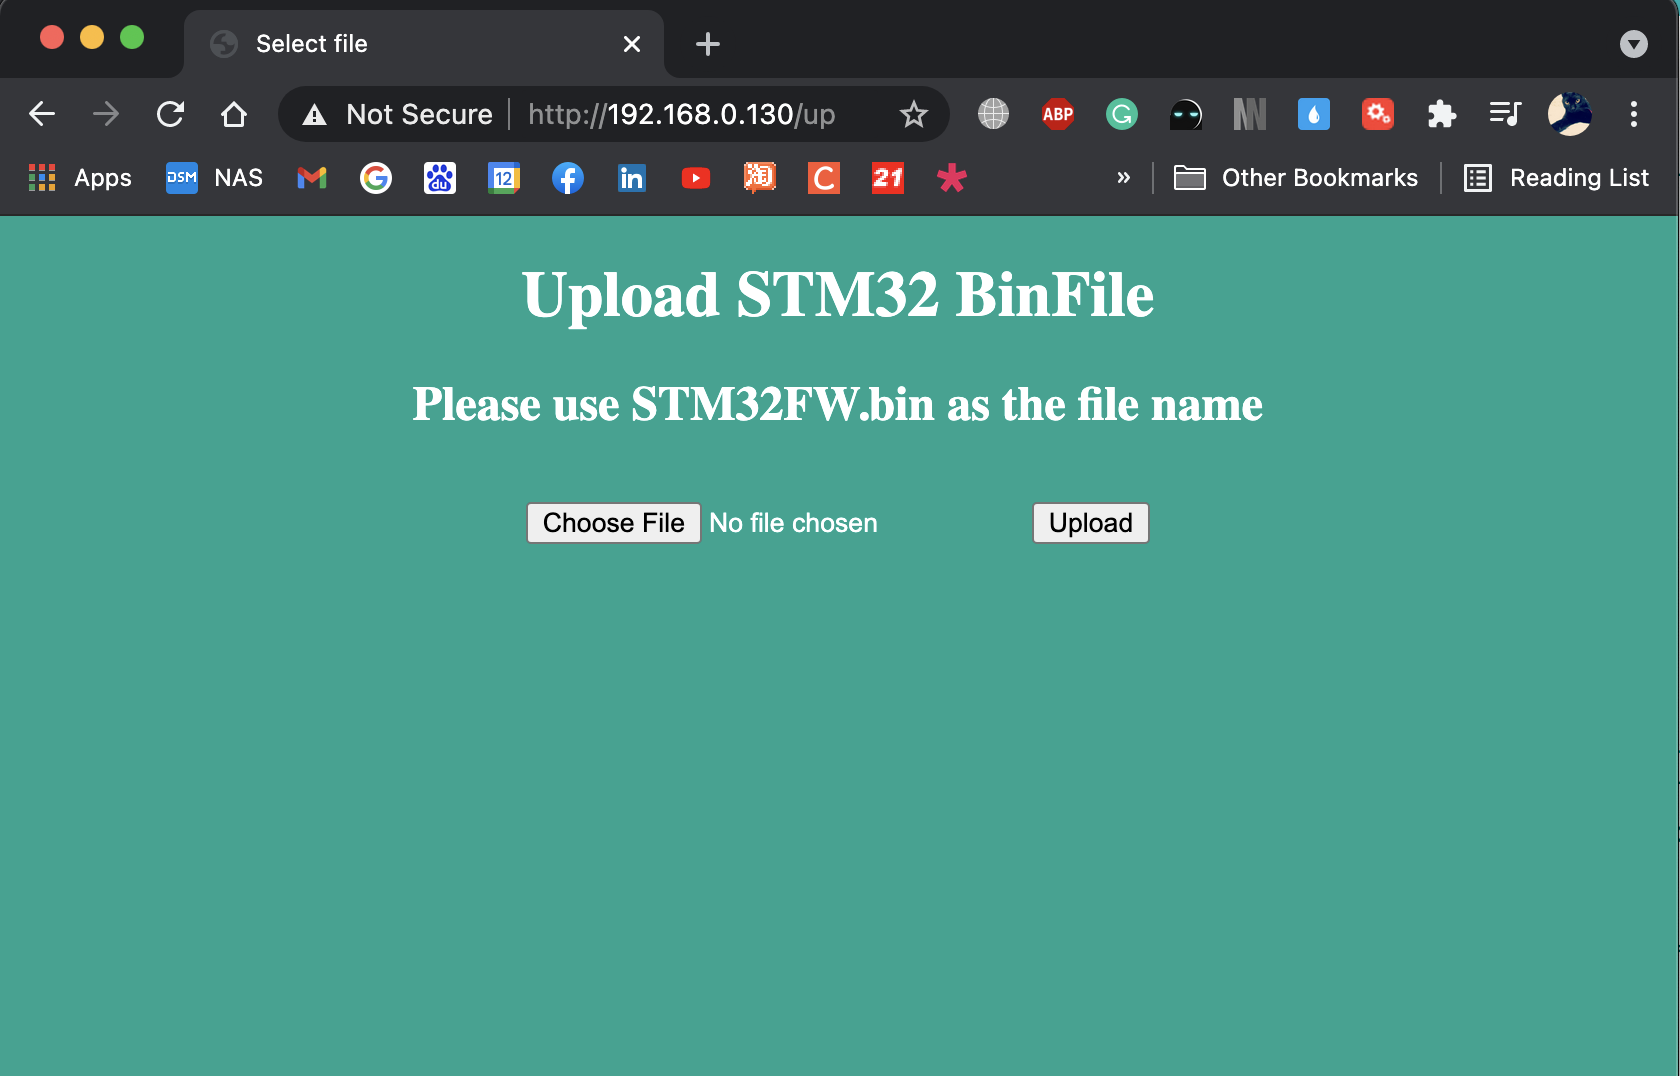 Select file
Not Secure http://192.168.0.130/up ABP
Apps DSM NAS du 12 in 淘 C 21 » Other Bookmarks Reading List
Upload STM32 BinFile
Please use STM32FW.bin as the file name
Choose File No file chosen Upload